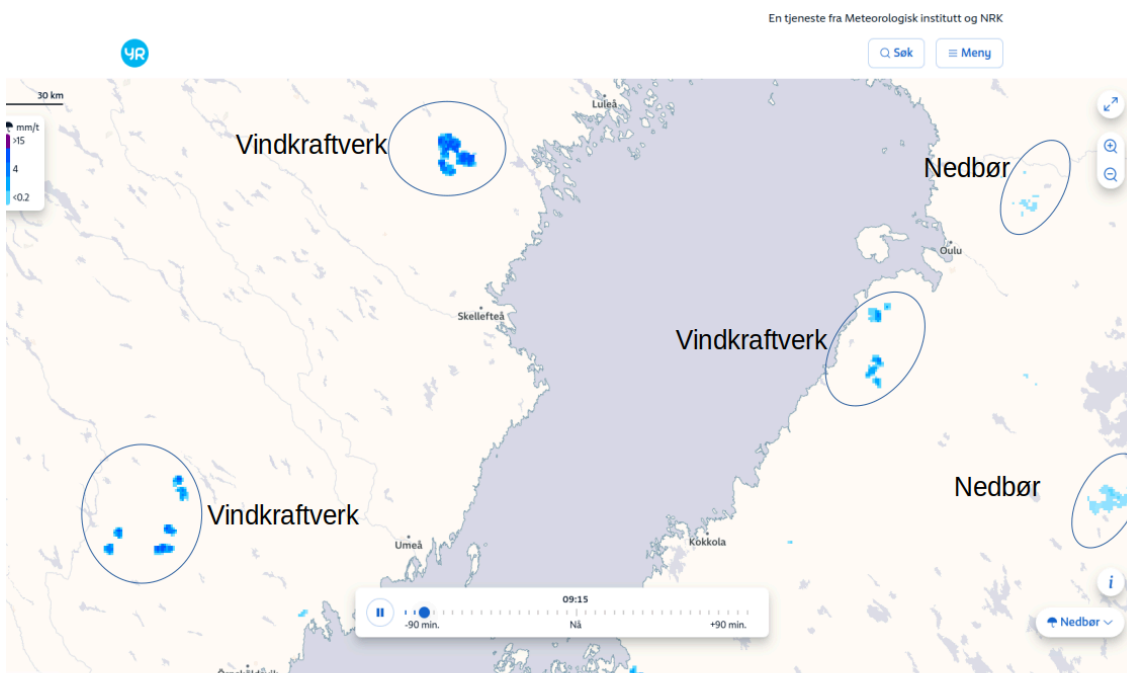 En tjeneste fra Meteorologisk institutt og NRK
YR
Søk
Meny
30 km
mm/t
>15
4
<0.2
Luleå
Vindkraftverk
Nedbør
Oulu
Skellefteå
Vindkraftverk
Nedbør
Vindkraftverk
Umeå
Kokkola
09:15
-90 min.
Nå
+90 min.
i
Nedbør